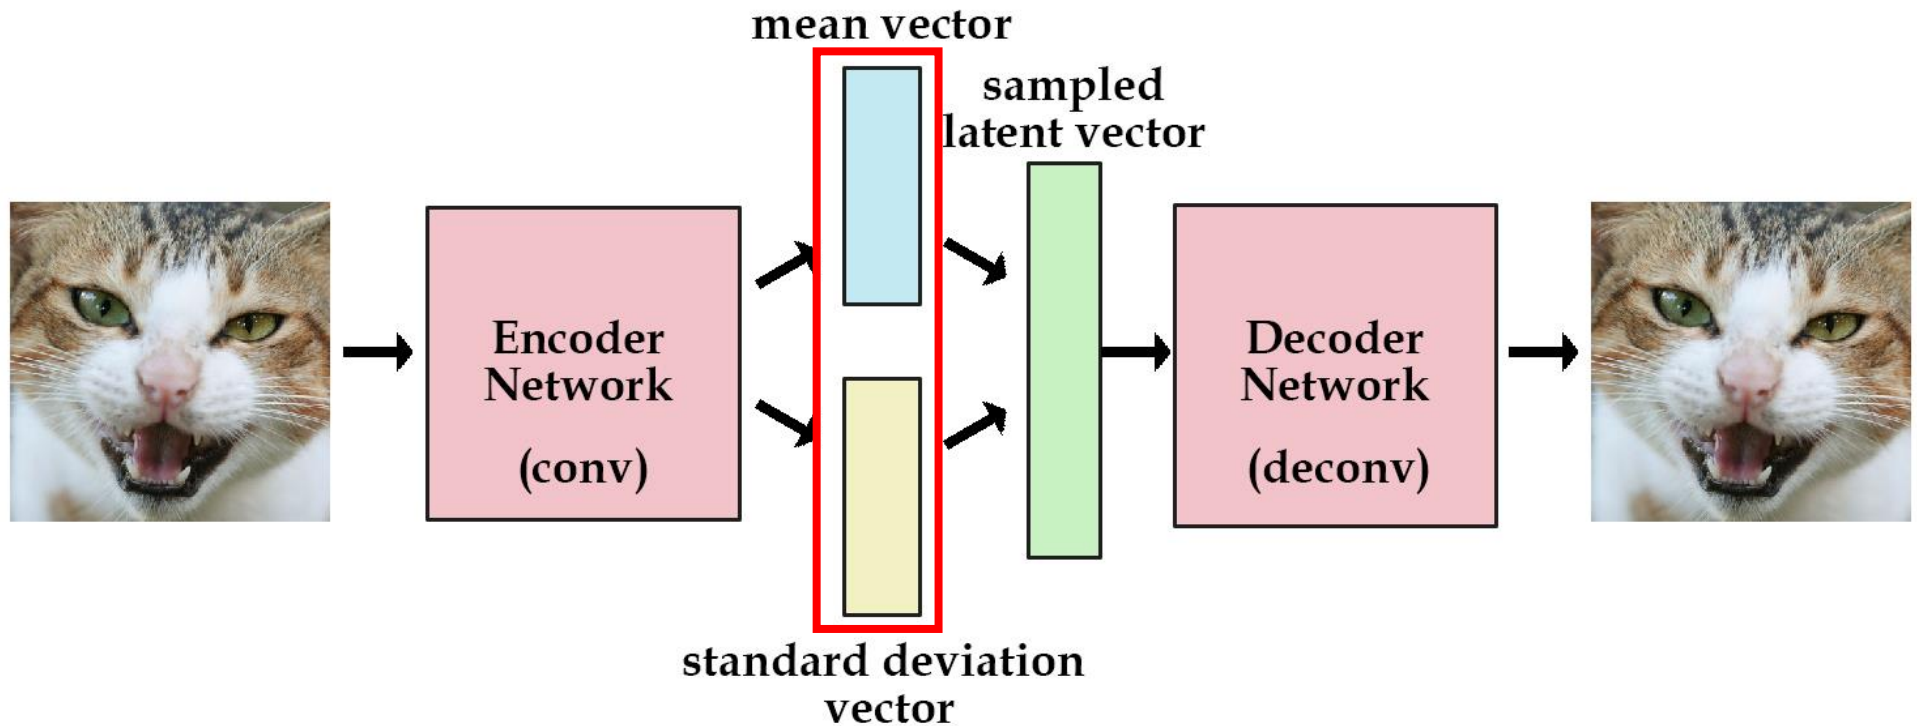 mean vector
sampled
latent vector
Encoder
Network
(conv)
Decoder
Network
(deconv)
standard deviation
vector